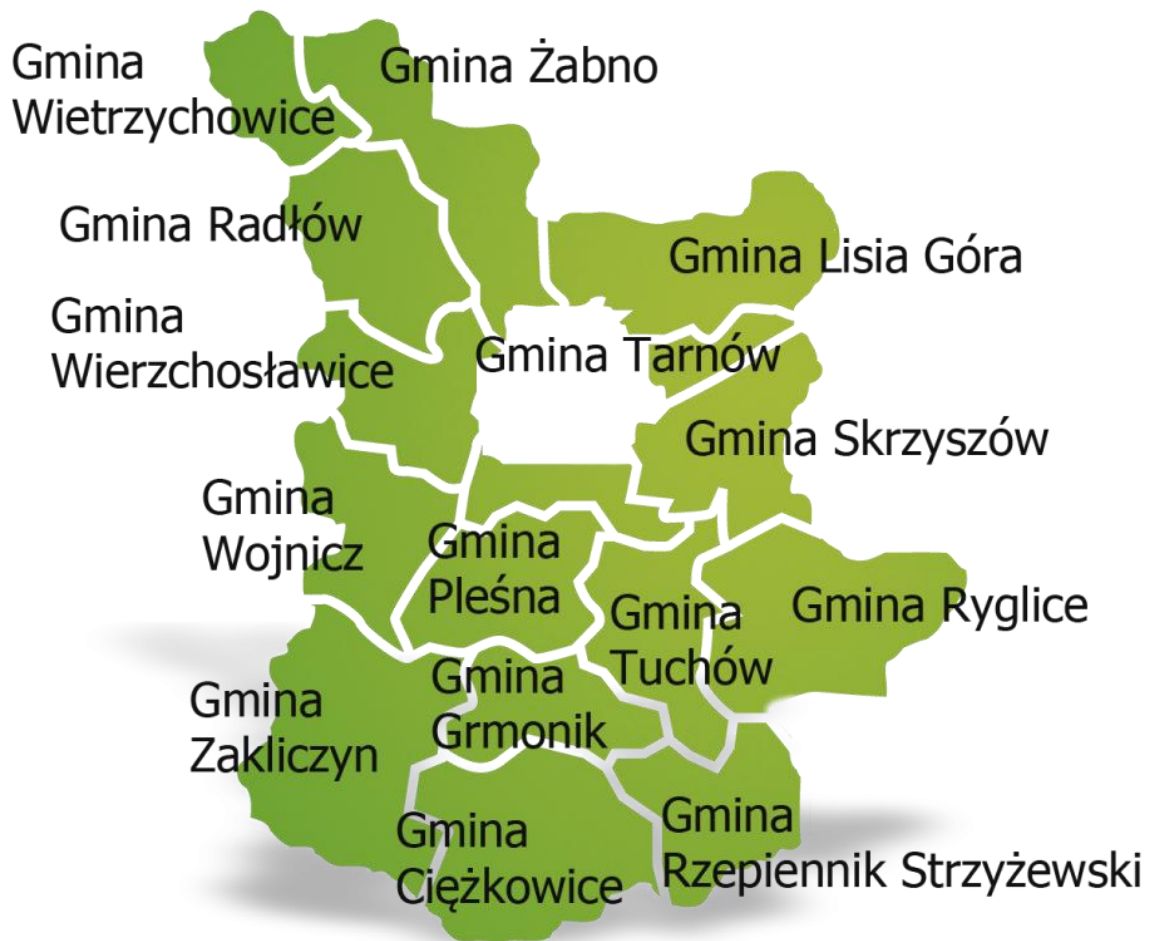 Gmina
Wietrzychowice
Gmina Żabno
Gmina Radłów
Gmina Lisia Góra
Gmina
Wierzchosławice
Gmina Tarnów
Gmina Skrzyszów
Gmina
Wojnicz
Gmina
Pleśna
Gmina Ryglice
Gmina
Tuchów
Gmina
Zakliczyn
Gmina
Grmonik
Gmina
Ciężkowice
Gmina
Rzepiennik Strzyżewski